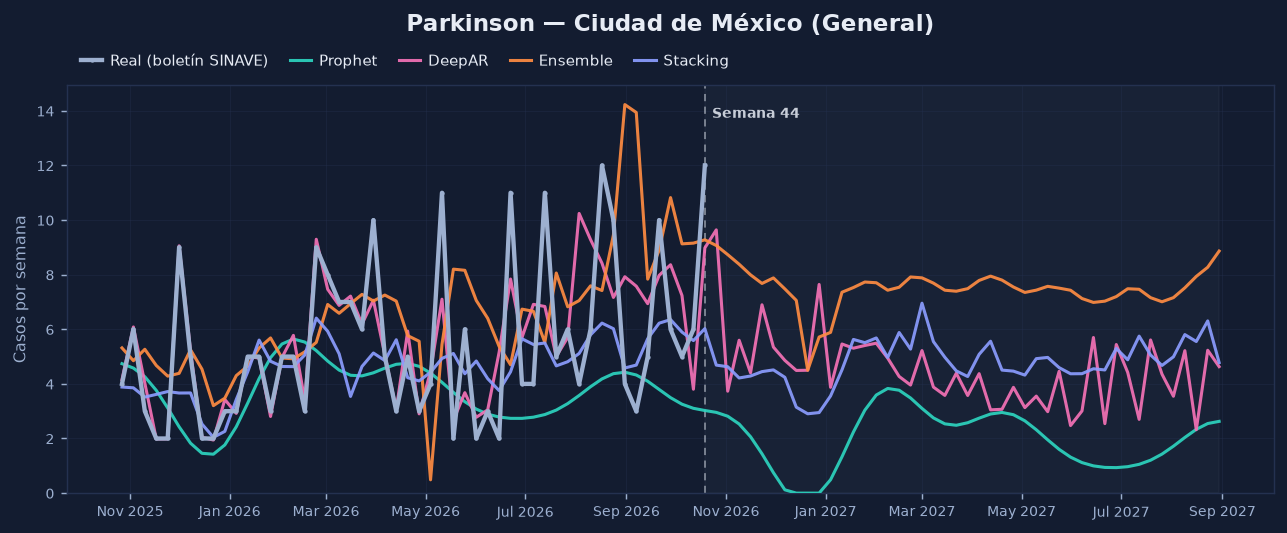 Parkinson — Ciudad de México (General)
Real (boletín SINAVE) Prophet DeepAR Ensemble Stacking
Semana 44
Casos por semana
14
12
10
8
6
4
2
0
Nov 2025 Jan 2026 Mar 2026 May 2026 Jul 2026 Sep 2026 Nov 2026 Jan 2027 Mar 2027 May 2027 Jul 2027 Sep 2027